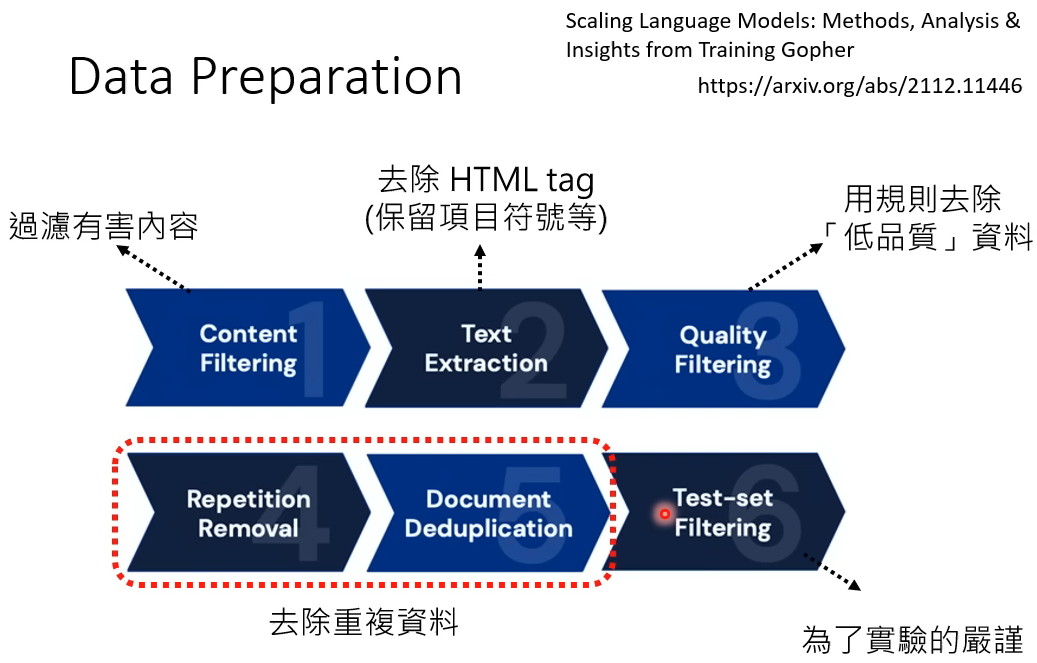 Data Preparation
Scaling Language Models: Methods, Analysis &
Insights from Training Gopher
https://arxiv.org/abs/2112.11446
過濾有害內容
去除 HTML tag
(保留項目符號等)
用規則去除
「低品質」資料
1
Content
Filtering
2
Text
Extraction
3
Quality
Filtering
4
Repetition
Removal
5
Document
Deduplication
6
Test-set
Filtering
去除重複資料
為了實驗的嚴謹